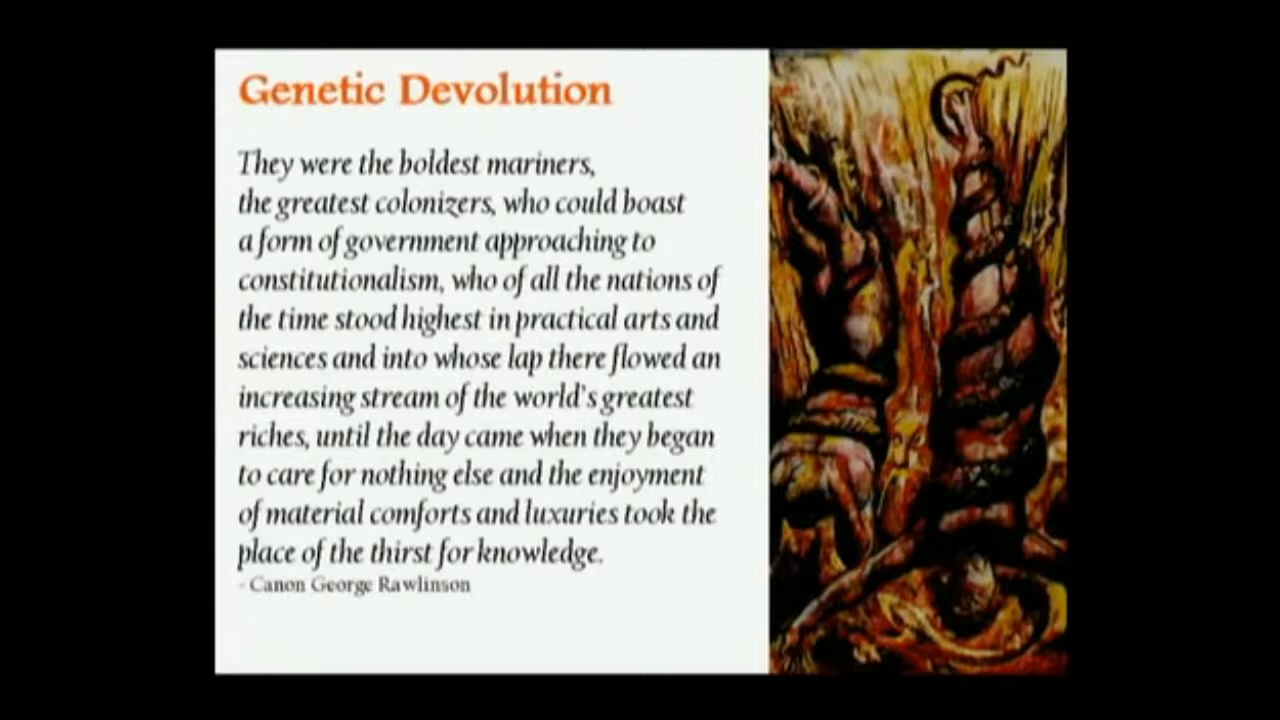 Genetic Devolution
They were the boldest mariners,
the greatest colonizers, who could boast
a form of government approaching to
constitutionalism, who of all the nations of
the time stood highest in practical arts and
sciences and into whose lap there flowed an
increasing stream of the world's greatest
riches, until the day came when they began
to care for nothing else and the enjoyment
of material comforts and luxuries took the
place of the thirst for knowledge.
- Canon George Rawlinson